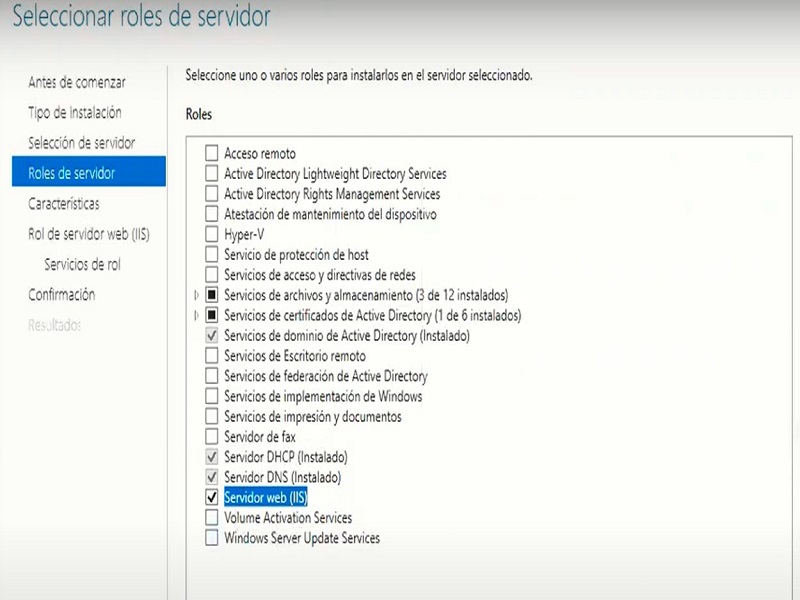 Seleccionar roles de servidor
Antes de comenzar
Tipo de instalación
Selección de servidor
Roles de servidor
Características
Rol de servidor web (IIS)
Servicios de rol
Confirmación
Resultados
Seleccione uno o varios roles para instalarlos en el servidor seleccionado.
Roles
Acceso remoto
Active Directory Lightweight Directory Services
Active Directory Rights Management Services
Atestación de mantenimiento del dispositivo
Hyper-V
Servicio de protección de host
Servicios de acceso y directivas de redes
Servicios de archivos y almacenamiento (3 de 12 instalados)
Servicios de certificados de Active Directory (1 de 6 instalados)
Servicios de dominio de Active Directory (Instalado)
Servicios de Escritorio remoto
Servicios de federación de Active Directory
Servicios de implementación de Windows
Servicios de impresión y documentos
Servidor de fax
Servidor DHCP (Instalado)
Servidor DNS (Instalado)
Servidor web (IIS)
Volume Activation Services
Windows Server Update Services